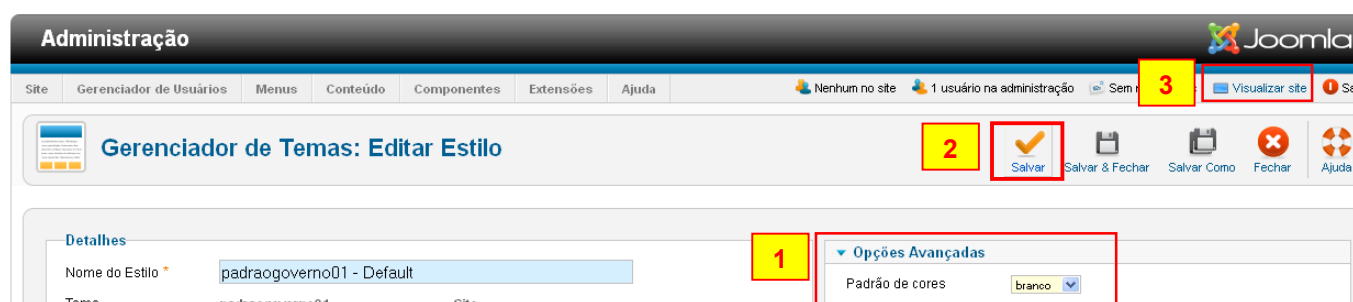 Administração
Joomla
Site Gerenciador de Usuários Menus Conteúdo Componentes Extensões Ajuda Nenhum no site 1 usuário na administração Sem 3 Visualizar site
Gerenciador de Temas: Editar Estilo
2
Salvar Salvar & Fechar Salvar Como Fechar Ajuda
Detalhes
1
Opções Avançadas
Nome do Estilo * padraogoverno01 - Default
Padrão de cores branco